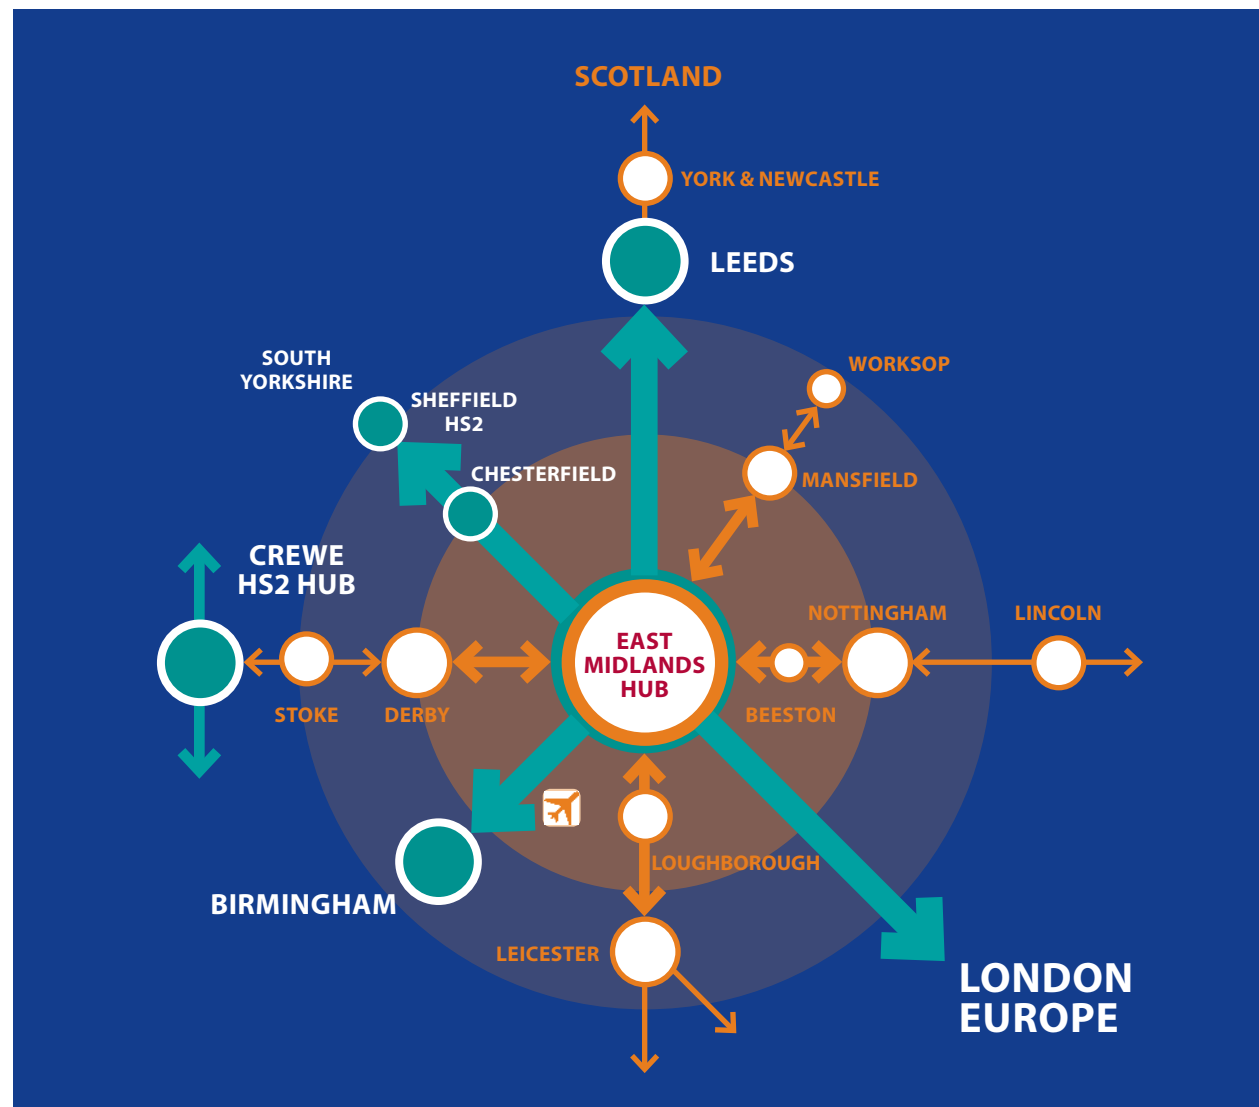 SCOTLAND
YORK & NEWCASTLE
LEEDS
SOUTH
YORKSHIRE
SHEFFIELD
HS2
WORKSOP
CHESTERFIELD
MANSFIELD
CREWE
HS2 HUB
NOTTINGHAM
LINCOLN
EAST
MIDLANDS
HUB
STOKE
DERBY
BEESTON
LOUGHBOROUGH
BIRMINGHAM
LEICESTER
LONDON
EUROPE